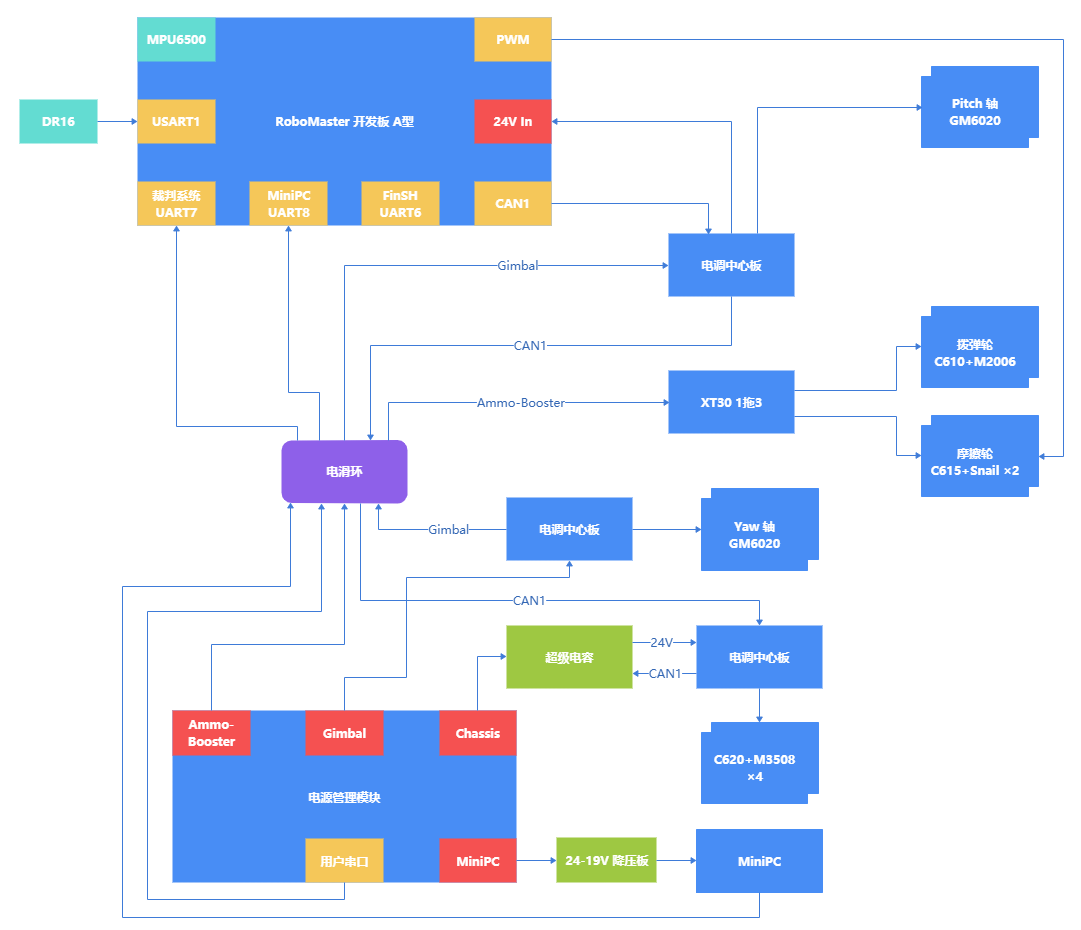 MPU6500
PWM
DR16
USART1
RoboMaster 开发板 A型
24V In
Pitch 轴
GM6020
裁判系统
UART7
MiniPC
UART8
FinSH
UART6
CAN1
Gimbal
电调中心板
CAN1
拨弹轮
C610+M2006
Ammo-Booster
XT30 1拖3
摩擦轮
C615+Snail ×2
电滑环
Gimbal
电调中心板
Yaw 轴
GM6020
CAN1
超级电容
24V
CAN1
电调中心板
Ammo-
Booster
Gimbal
Chassis
C620+M3508
×4
电源管理模块
用户串口
MiniPC
24-19V 降压板
MiniPC